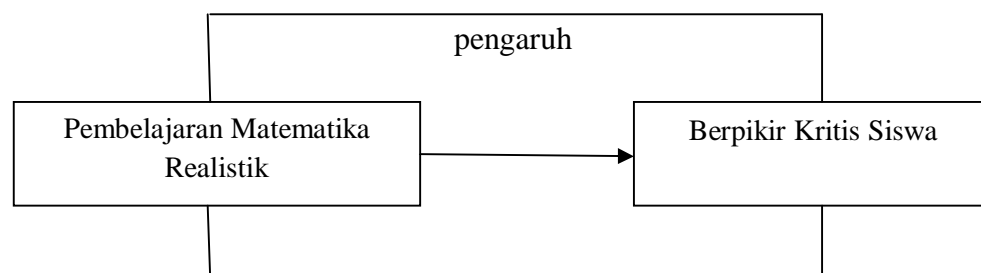 pengaruh
Pembelajaran Matematika
Realistik
Berpikir Kritis Siswa